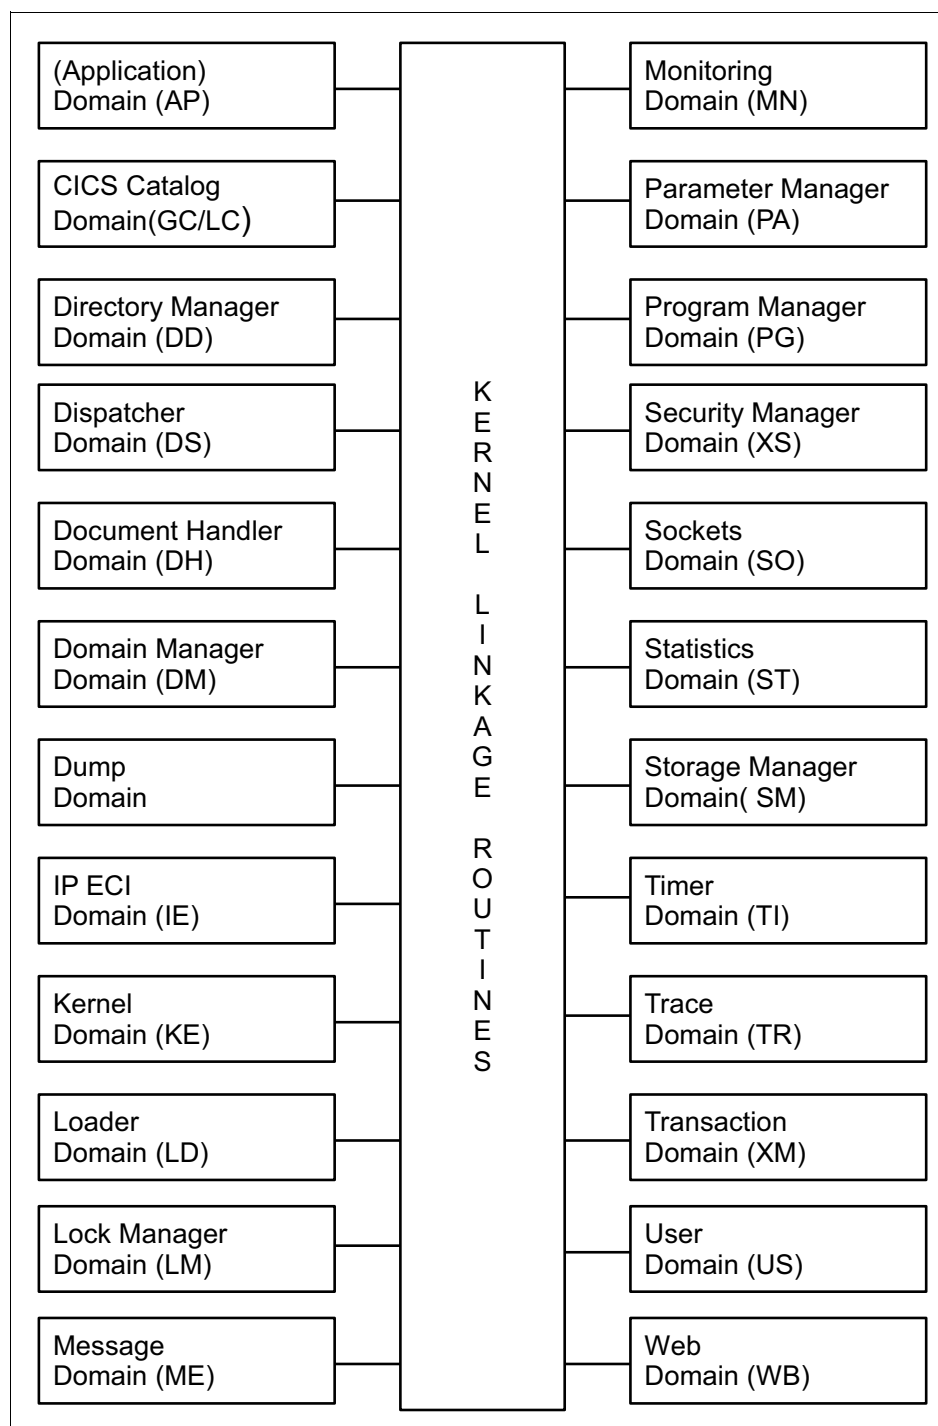 (Application)
Domain (AP)
CICS Catalog
Domain(GC/LC)
Directory Manager
Domain (DD)
Dispatcher
Domain (DS)
Document Handler
Domain (DH)
Domain Manager
Domain (DM)
Dump
Domain
IP ECI
Domain (IE)
Kernel
Domain (KE)
Loader
Domain (LD)
Lock Manager
Domain (LM)
Message
Domain (ME)
KERNEL LINKAGE ROUTINES
Monitoring
Domain (MN)
Parameter Manager
Domain (PA)
Program Manager
Domain (PG)
Security Manager
Domain (XS)
Sockets
Domain (SO)
Statistics
Domain (ST)
Storage Manager
Domain( SM)
Timer
Domain (TI)
Trace
Domain (TR)
Transaction
Domain (XM)
User
Domain (US)
Web
Domain (WB)